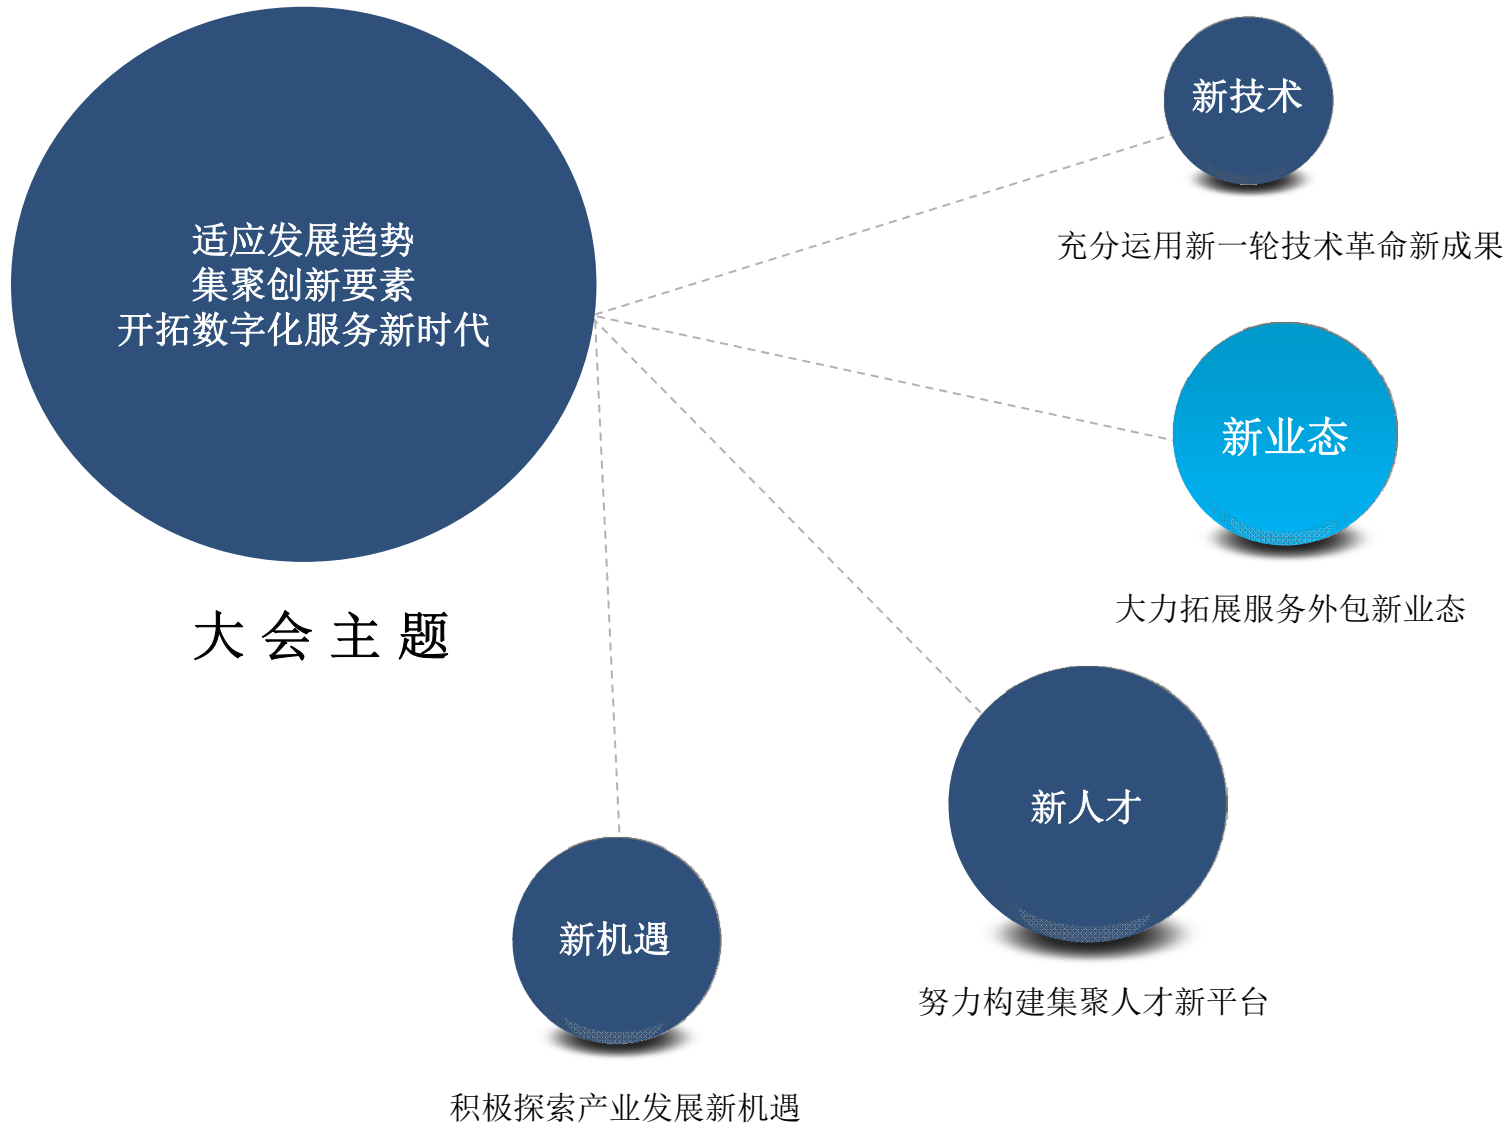 适应发展趋势
集聚创新要素
开拓数字化服务新时代
大会主题
新技术
充分运用新一轮技术革命新成果
新业态
大力拓展服务外包新业态
新人才
努力构建集聚人才新平台
新机遇
积极探索产业发展新机遇